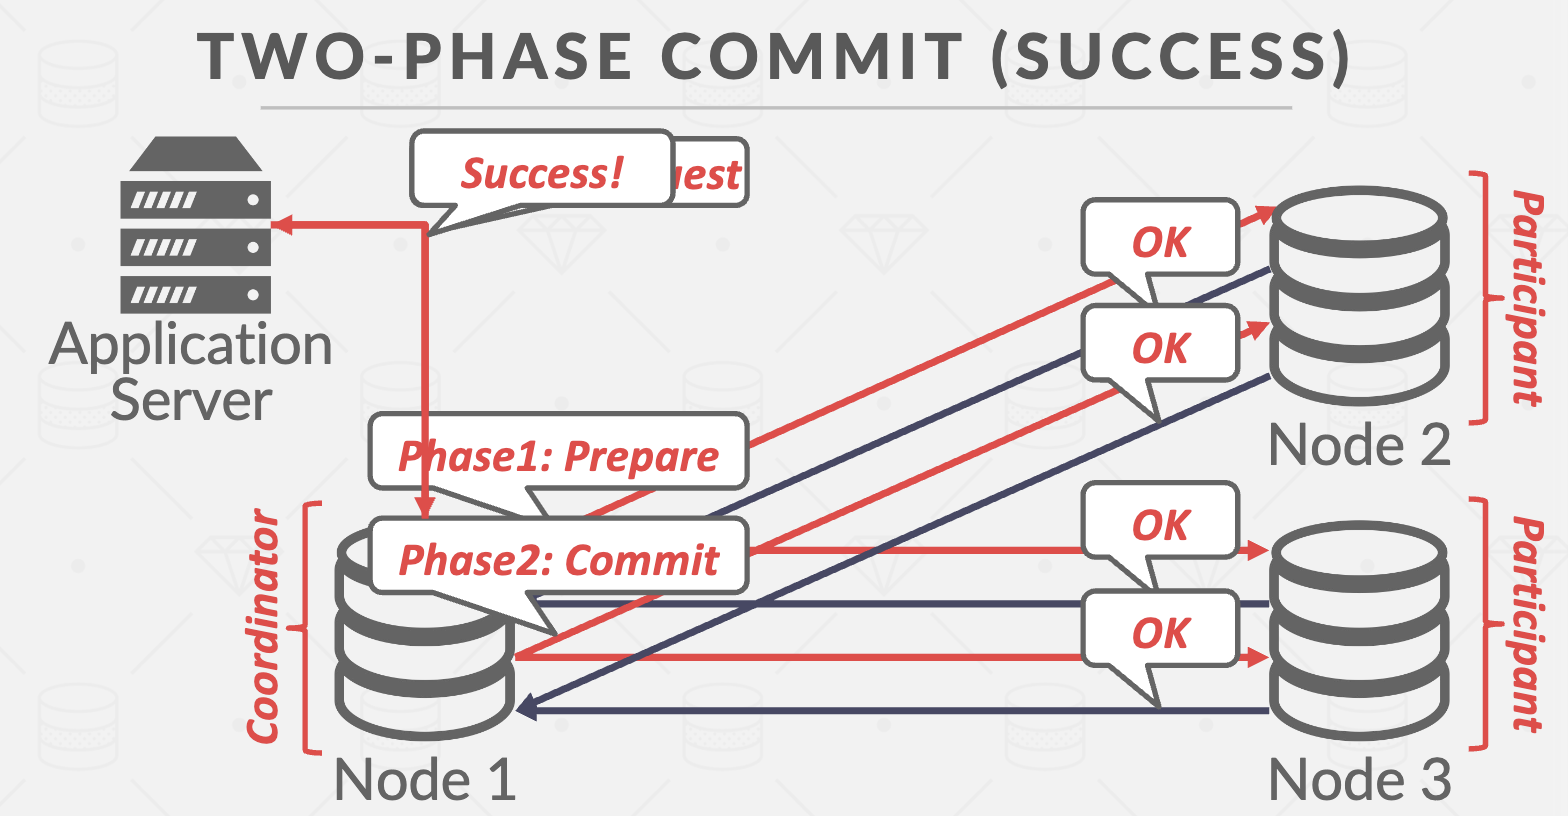 TWO-PHASE COMMIT (SUCCESS)
Success!
Application
Server
Phase1: Prepare
Phase2: Commit
Coordinator
Node 1
OK
OK
Participant
Node 2
OK
OK
Participant
Node 3